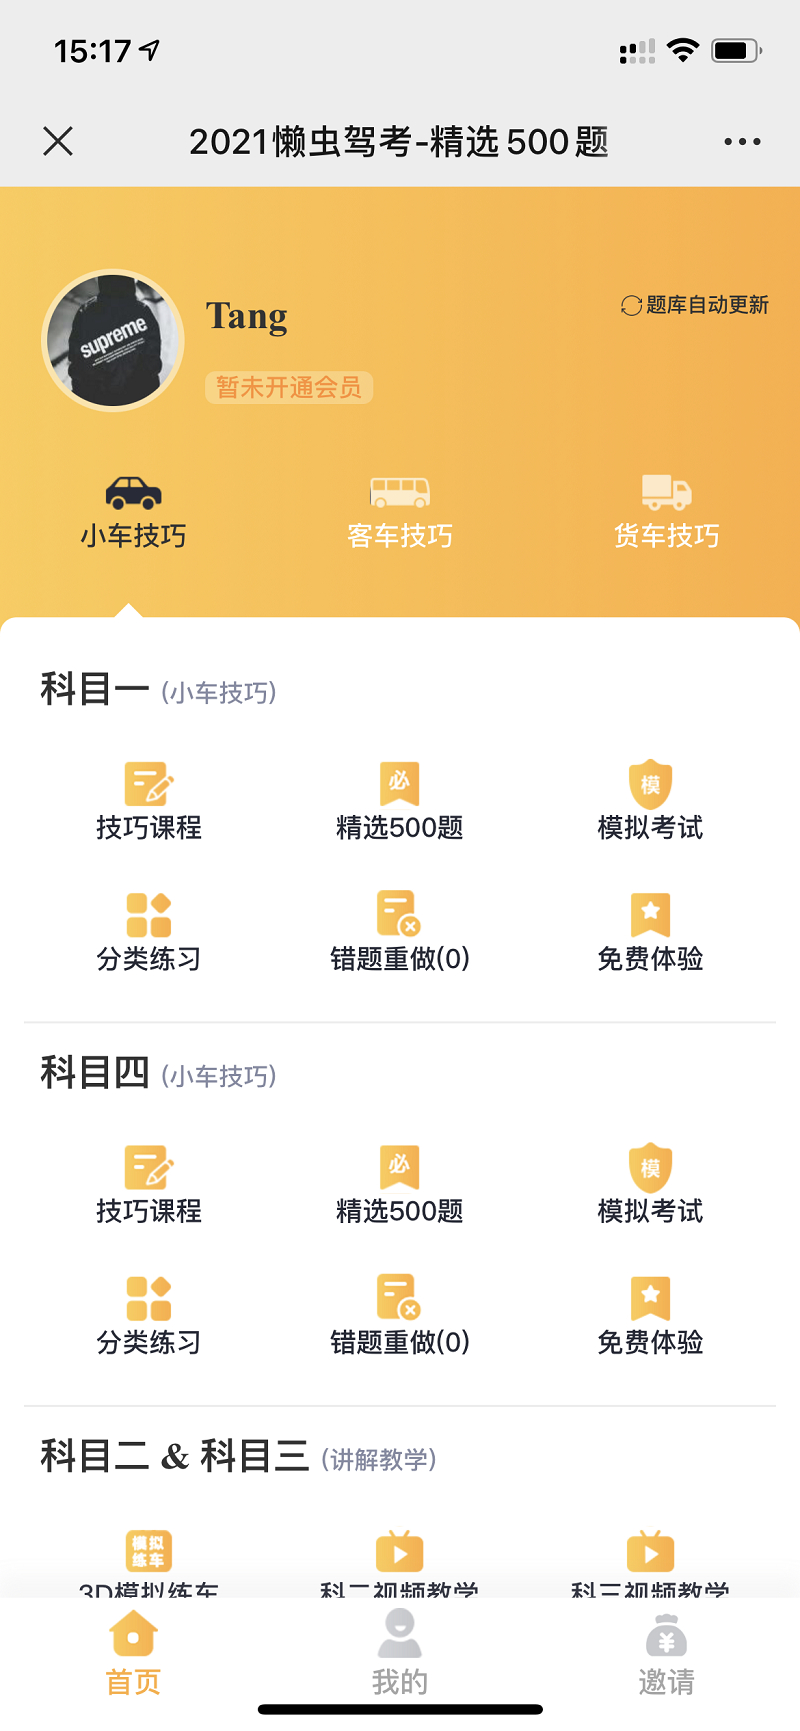 15:17
2021懒虫驾考-精选500题
supreme
Tang
题库自动更新
暂未开通会员
小车技巧 客车技巧 货车技巧
科目一 (小车技巧)
必 模
技巧课程 精选500题 模拟考试
分类练习 错题重做(0) 免费体验
科目四 (小车技巧)
必 模
技巧课程 精选500题 模拟考试
分类练习 错题重做(0) 免费体验
科目二 & 科目三 (讲解教学)
模拟
练车
3D模拟练车 科二视频教学 科三视频教学
¥
首页 我的 邀请